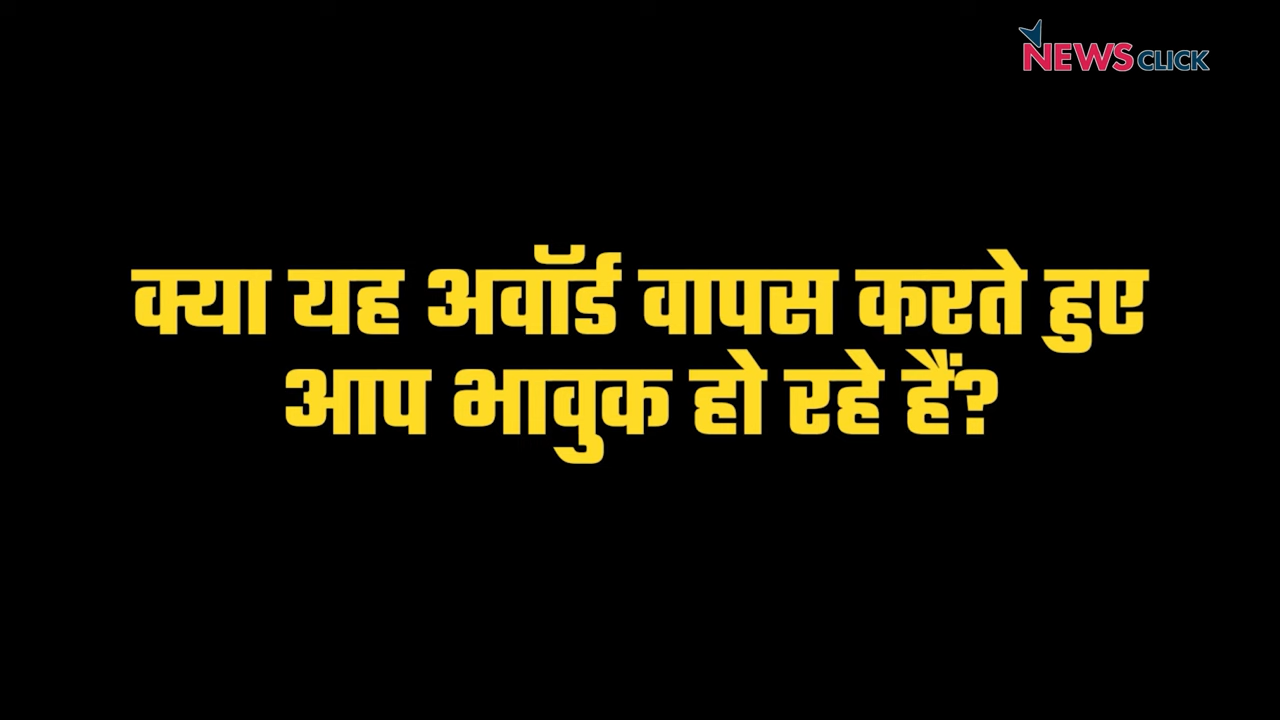 NEWSCLICK
क्या यह अवॉर्ड वापस करते हुए
आप भावुक हो रहे हैं?